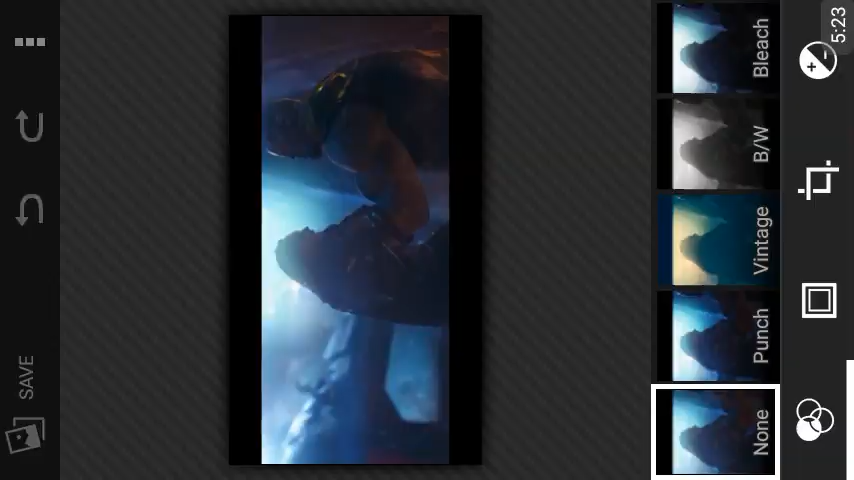 5:23
SAVE
None
Punch
Vintage
B/W
Bleach